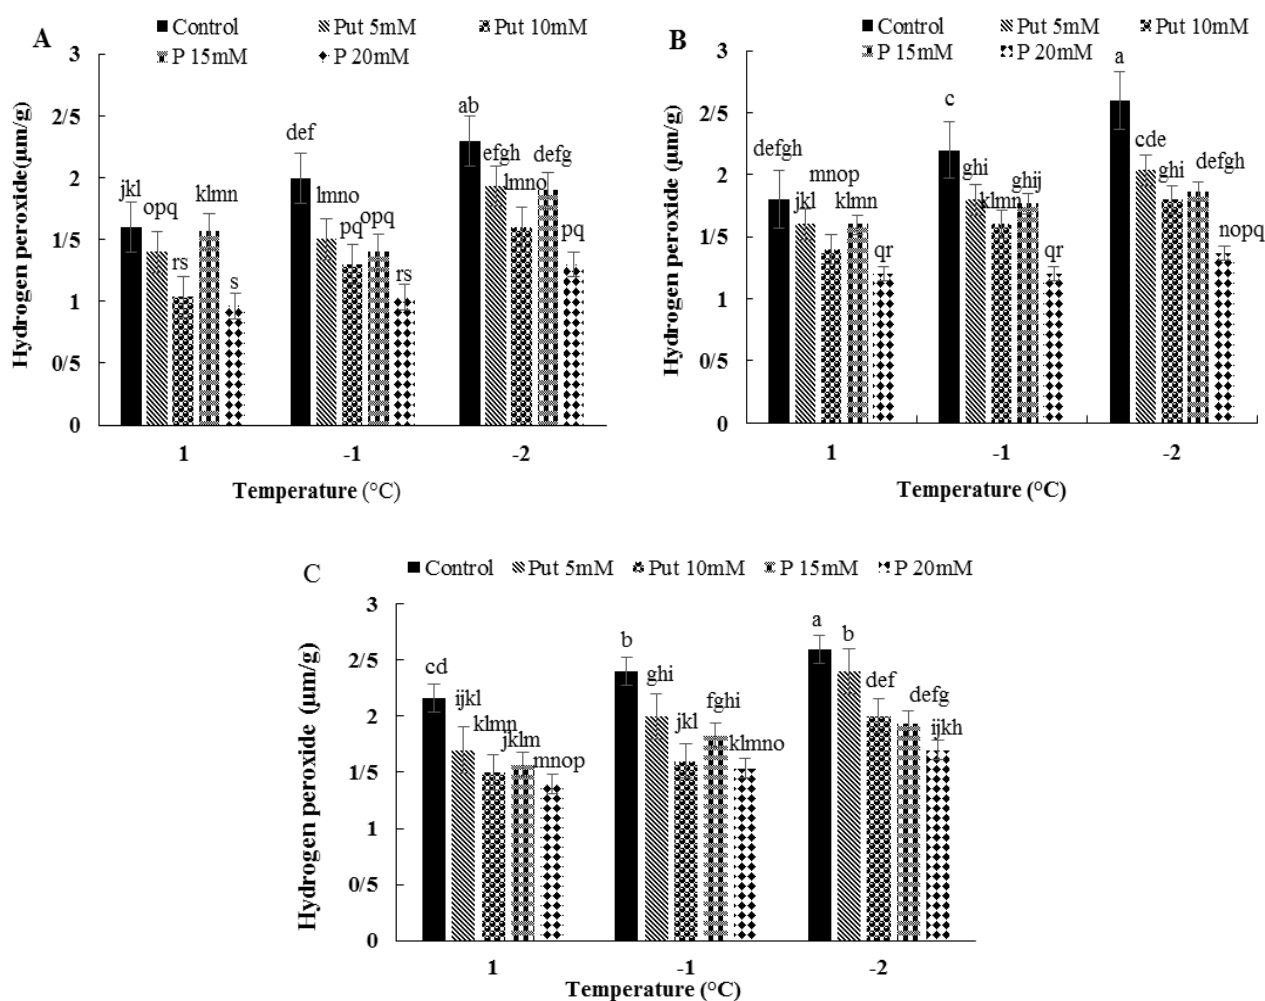 A
Control Put 5mM Put 10mM
P 15mM P 20mM
Hydrogen peroxide(µm/g)
3
2/5
2
1/5
1
0/5
0
jkl opq rs klmn s
def lmno pq opq rs
ab efgh lmno defg pq
1 -1 -2
Temperature (°C)
B
Control Put 5mM Put 10mM
P 15mM P 20mM
Hydrogen peroxide (µm/g)
3
2/5
2
1/5
1
0/5
0
defgh jkl mnop klmn qr
c ghi klmn ghij qr
a cde ghi defgh nopq
1 -1 -2
Temperature (°C)
C
Control Put 5mM Put 10mM P 15mM P 20mM
Hydrogen peroxide (µm/g)
3
2/5
2
1/5
1
0/5
0
cd ijkl klmn jklm mnop
b ghi jkl fghi klmno
a b def defg ijkh
1 -1 -2
Temperature (°C)